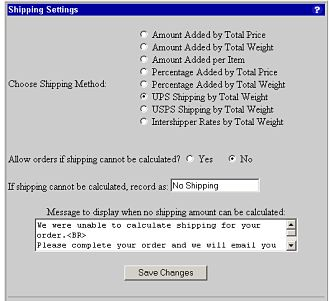 Shipping Settings ?
Amount Added by Total Price
Amount Added by Total Weight
Amount Added per Item
Percentage Added by Total Price
Choose Shipping Method: Percentage Added by Total Weight
UPS Shipping by Total Weight
USPS Shipping by Total Weight
Intershipper Rates by Total Weight
Allow orders if shipping cannot be calculated? Yes No
If shipping cannot be calculated, record as: No Shipping
Message to display when no shipping amount can be calculated:
We were unable to calculate shipping for your
order.<BR>
Please complete your order and we will email you
Save Changes